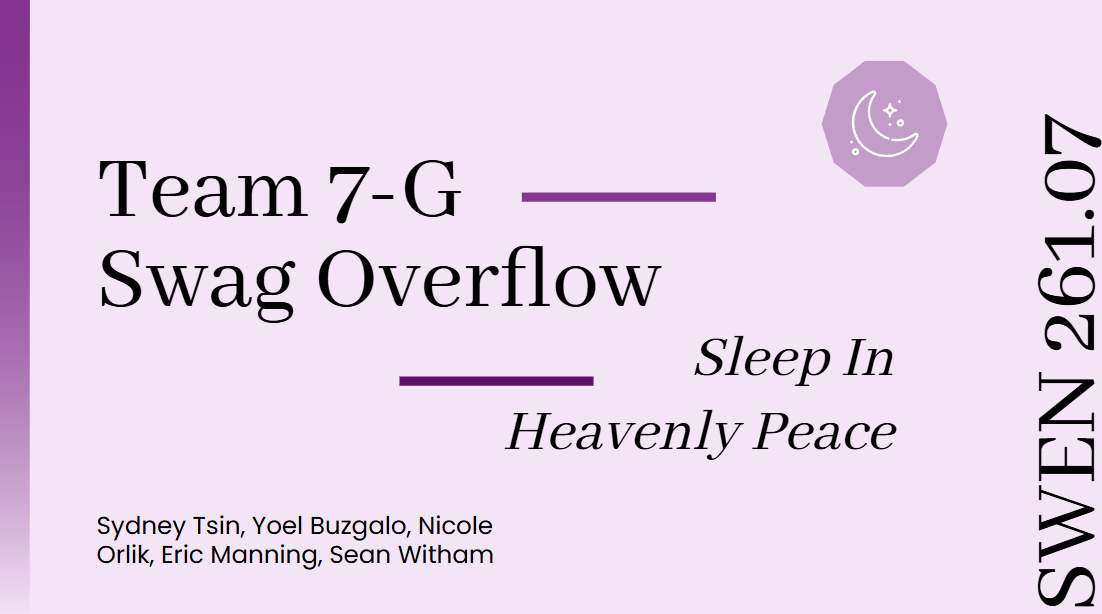 Team 7-G
Swag Overflow
Sleep In
Heavenly Peace
Sydney Tsin, Yoel Buzgalo, Nicole
Orlik, Eric Manning, Sean Witham
SWEN 261.07